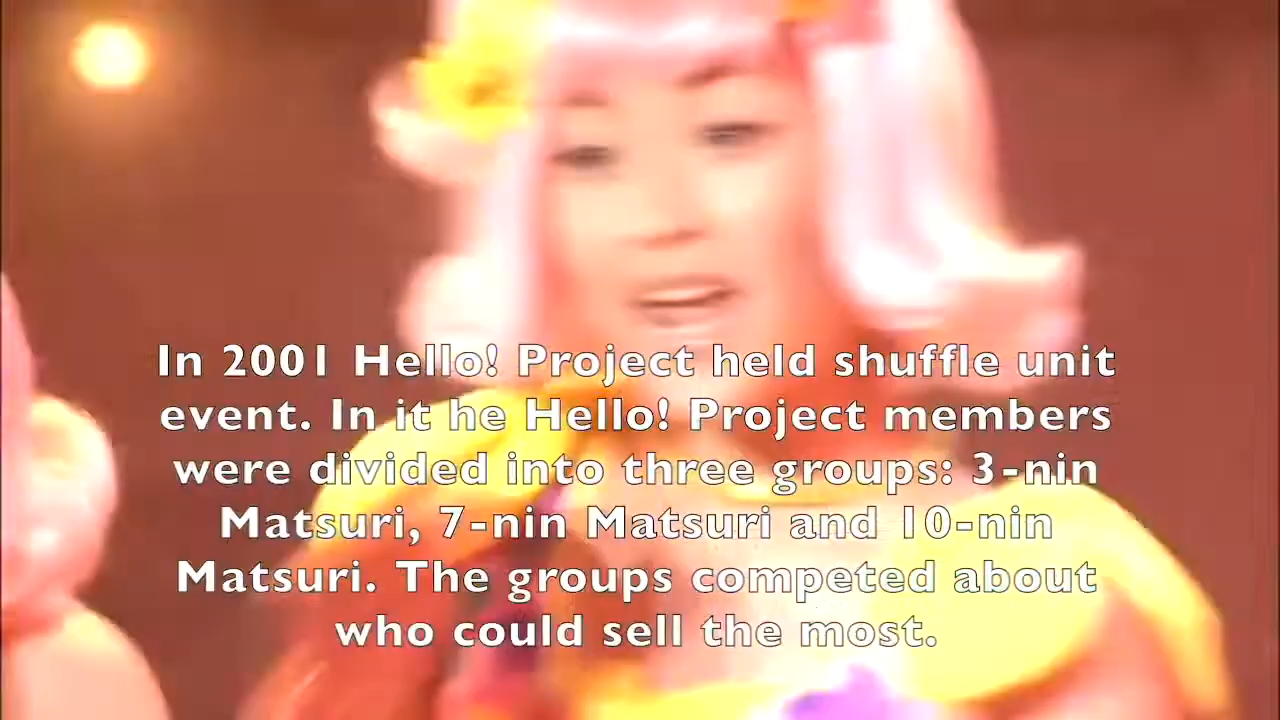 In 2001 Hello! Project held shuffle unit
event. In it he Hello! Project members
were divided into three groups: 3-nin
Matsuri, 7-nin Matsuri and 10-nin
Matsuri. The groups competed about
who could sell the most.